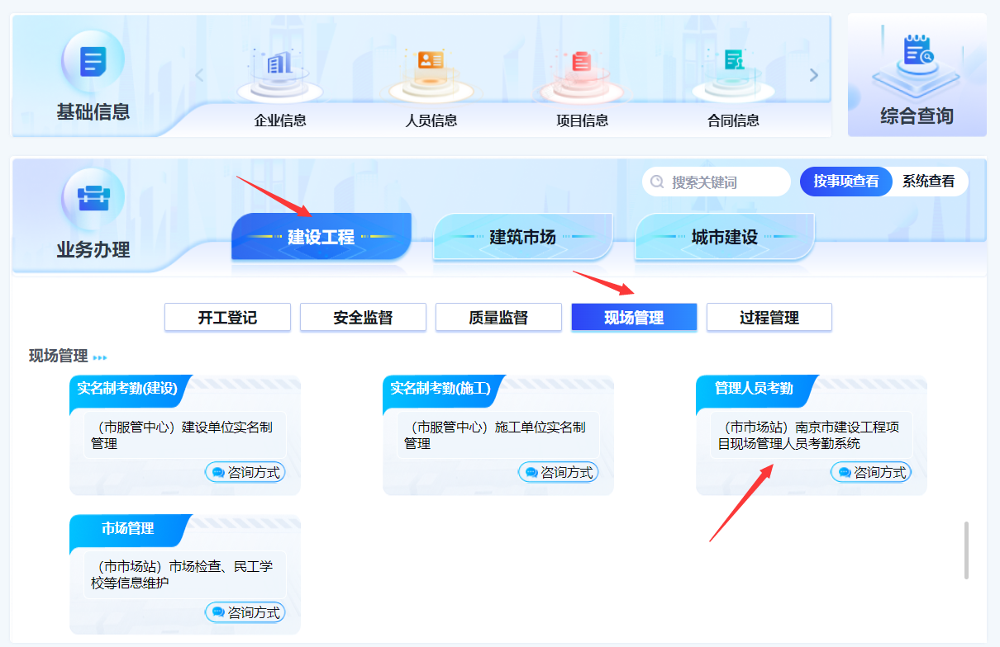 基础信息
企业信息
人员信息
项目信息
合同信息
综合查询
业务办理
搜索关键词
按事项查看
系统查看
建设工程
建筑市场
城市建设
开工登记
安全监督
质量监督
现场管理
过程管理
现场管理
实名制考勤(建设)
（市服管中心）建设单位实名制
管理
咨询方式
实名制考勤(施工)
（市服管中心）施工单位实名制
管理
咨询方式
管理人员考勤
（市市场站）南京市建设工程项
目现场管理人员考勤系统
咨询方式
市场管理
（市市场站）市场检查、民工学
校等信息维护
咨询方式